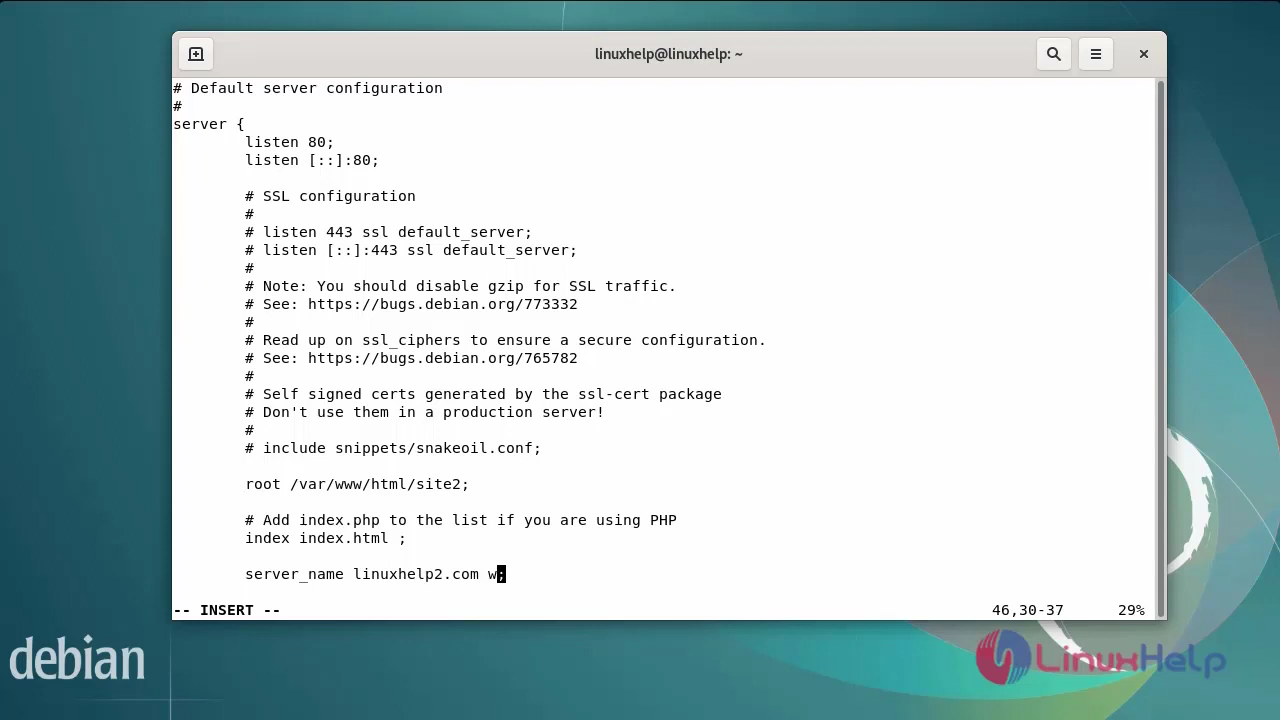 linuxhelp@linuxhelp: ~
# Default server configuration
#
server {
listen 80;
listen [::]:80;
# SSL configuration
#
# listen 443 ssl default_server;
# listen [::]:443 ssl default_server;
#
# Note: You should disable gzip for SSL traffic.
# See: https://bugs.debian.org/773332
#
# Read up on ssl_ciphers to ensure a secure configuration.
# See: https://bugs.debian.org/765782
#
# Self signed certs generated by the ssl-cert package
# Don't use them in a production server!
#
# include snippets/snakeoil.conf;
root /var/www/html/site2;
# Add index.php to the list if you are using PHP
index index.html ;
server_name linuxhelp2.com w;
-- INSERT -- 46,30-37 29%
debian
LinuxHelp